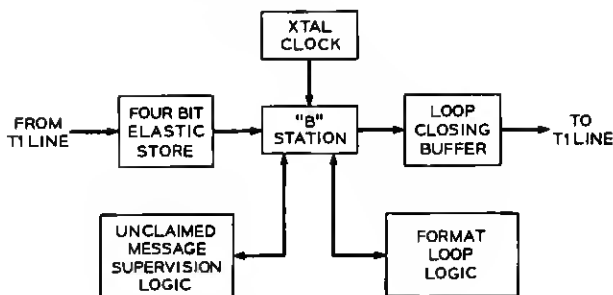 XTAL
CLOCK
FROM
T1 LINE
FOUR BIT
ELASTIC
STORE
"B"
STATION
LOOP
CLOSING
BUFFER
TO
T1 LINE
UNCLAIMED
MESSAGE
SUPERVISION
LOGIC
FORMAT
LOOP
LOGIC